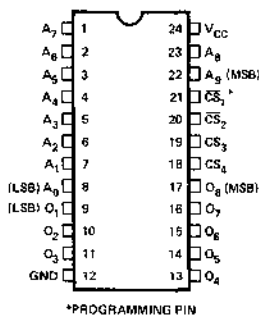 A7 1 24 VCC
A6 2 23 A8
A5 3 22 A9 (MSB)
A4 4 21 C̅S̅1*
A3 5 20 C̅S̅2
A2 6 19 CS3
A1 7 18 CS4
(LSB) A0 8 17 O8 (MSB)
(LSB) O1 9 16 O7
O2 10 15 O6
O3 11 14 O5
GND 12 13 O4
*PROGRAMMING PIN